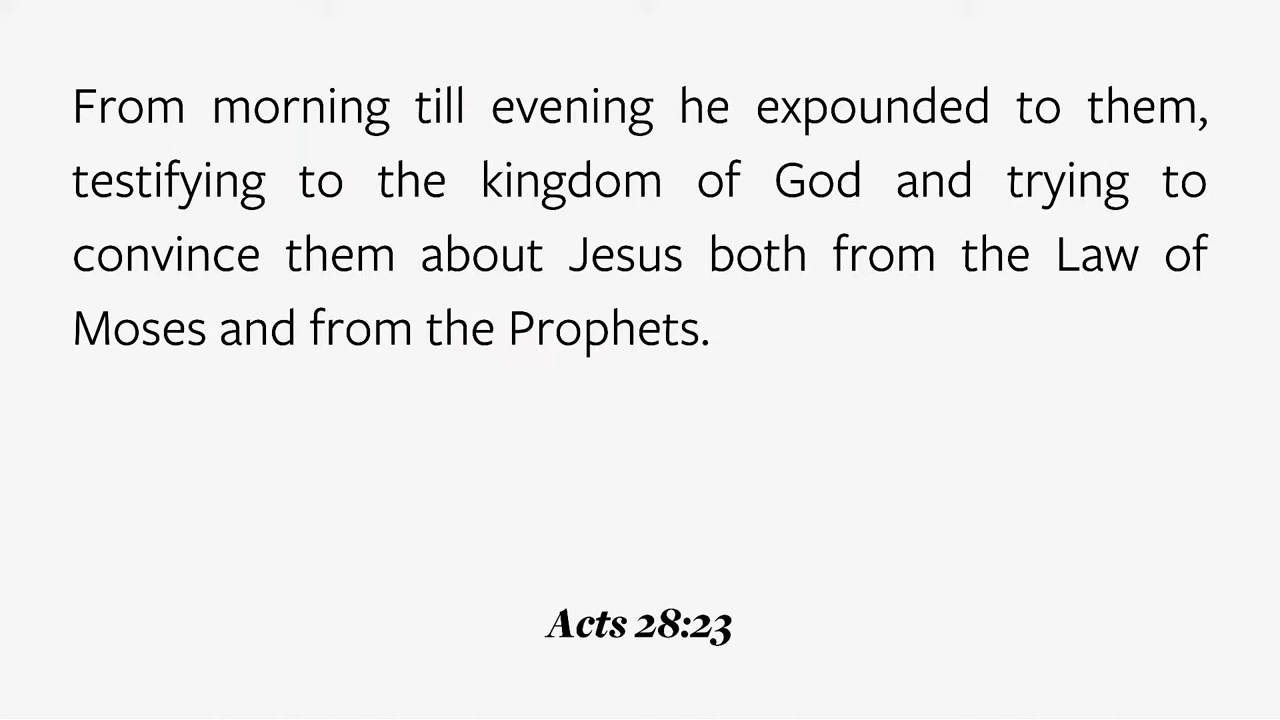 From morning till evening he expounded to them,
testifying to the kingdom of God and trying to
convince them about Jesus both from the Law of
Moses and from the Prophets.
Acts 28:23